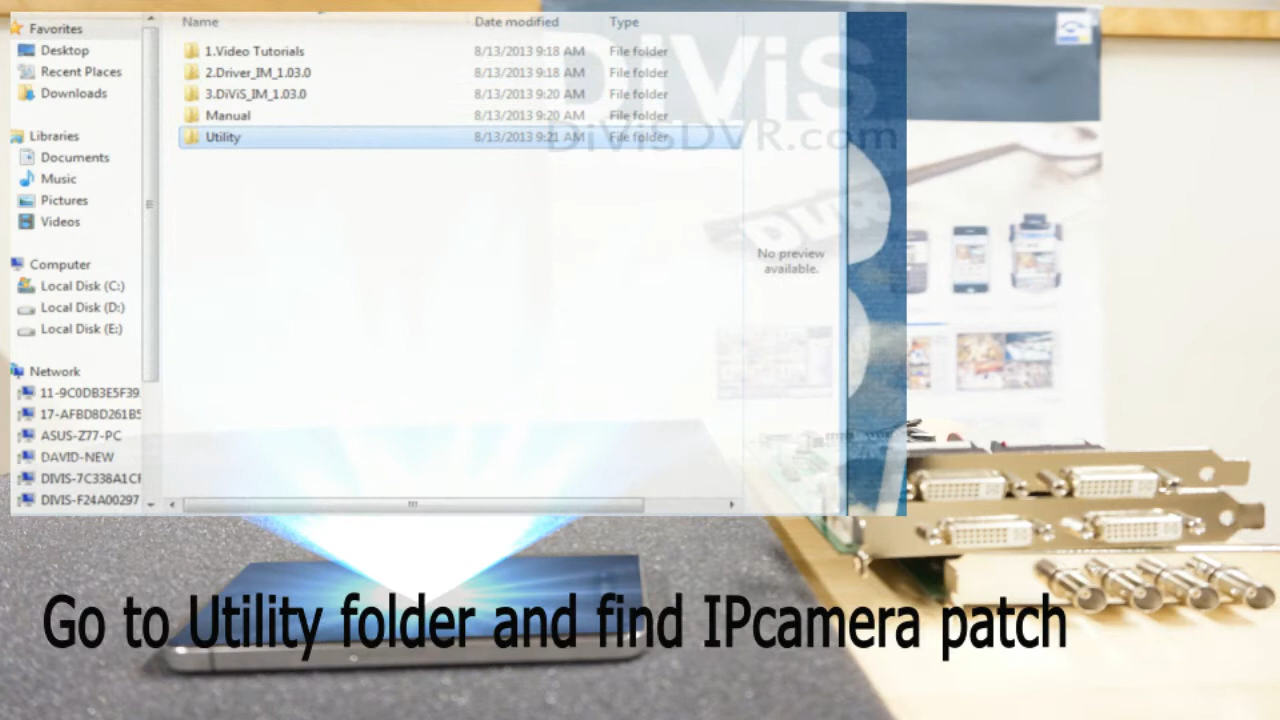 Name Date modified Type
Favorites
Desktop
Recent Places
Downloads
Libraries
Documents
Music
Pictures
Videos
Computer
Local Disk (C:)
Local Disk (D:)
Local Disk (E:)
Network
11-9C0DB3E5F39
17-AFBD8D261B5
ASUS-Z77-PC
DAVID-NEW
DIVIS-7C338A1CF
DIVIS-F24A00297
1.Video Tutorials 8/13/2013 9:18 AM File folder
2.Driver_IM_1.03.0 8/13/2013 9:18 AM File folder
3.DiViS_IM_1.03.0 8/13/2013 9:20 AM File folder
Manual 8/13/2013 9:20 AM File folder
Utility 8/13/2013 9:21 AM File folder
No preview
available.
DiViS
DiViSDVR.com
DVR
Go to Utility folder and find IPcamera patch